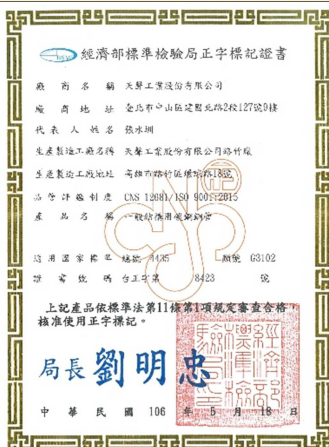 經濟部標準檢驗局正字標記證書
廠商名稱 天聲工業股份有限公司
廠商地址 臺北市中山區建國北路2段127號9樓
代表人姓名 張水圳
生產製造工廠名稱 天聲工業股份有限公司路竹廠
生產製造工廠地址 高雄市路竹區環球路18號
品管評鑑制度 CNS 12681/ISO 9001:2015
產品名稱 一般結構用碳鋼鋼管
適用國家標準 總號 4435 類號 G3102
證書號碼 台正字第 8423 號
上記產品依標準法第11條第1項規定審查合格
核准使用正字標記。
局長 劉明忠
中華民國 106 年 5 月 18 日